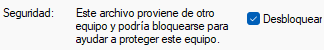 Seguridad:
Este archivo proviene de otro
equipo y podría bloquearse para
ayudar a proteger este equipo.
Desbloquear